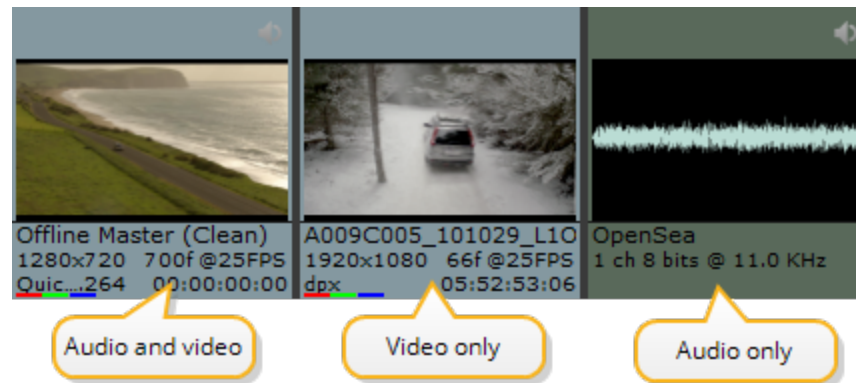 Offline Master (Clean)
1280x720 700f @25FPS
Quic....264 00:00:00:00
A009C005_101029_L1O
1920x1080 66f @25FPS
dpx 05:52:53:06
OpenSea
1 ch 8 bits @ 11.0 KHz
Audio and video
Video only
Audio only